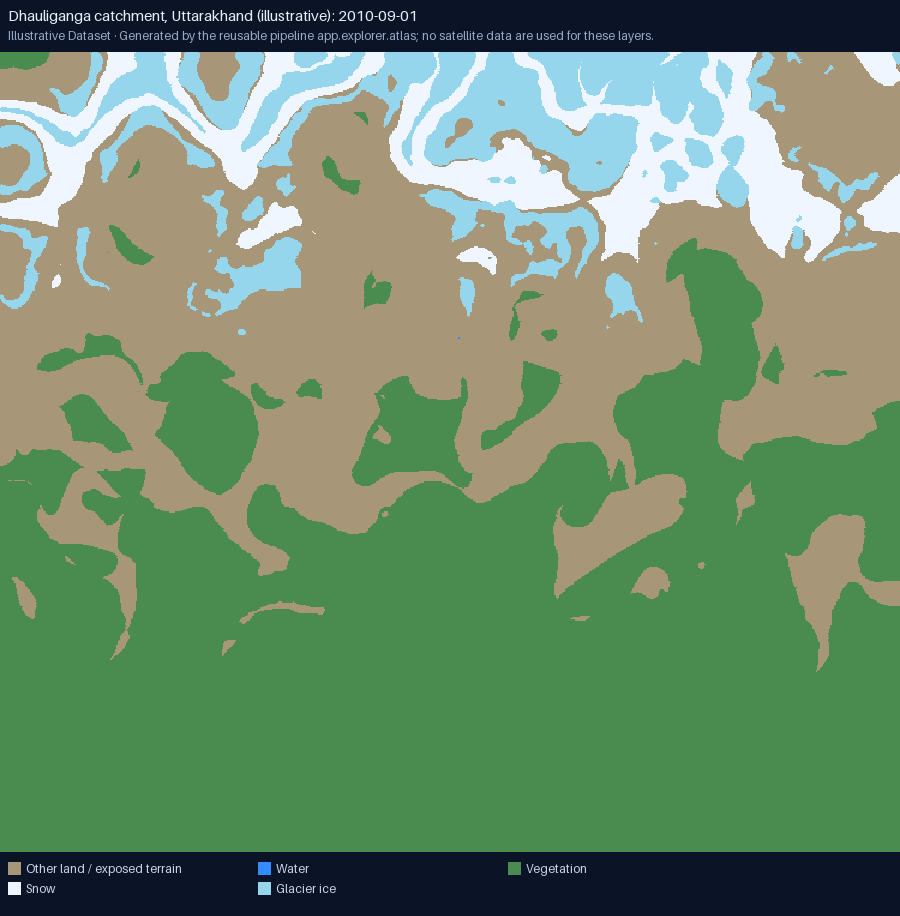 Dhauliganga catchment, Uttarakhand (illustrative): 2010-09-01
Illustrative Dataset · Generated by the reusable pipeline app.explorer.atlas; no satellite data are used for these layers.
Other land / exposed terrain
Water
Vegetation
Snow
Glacier ice